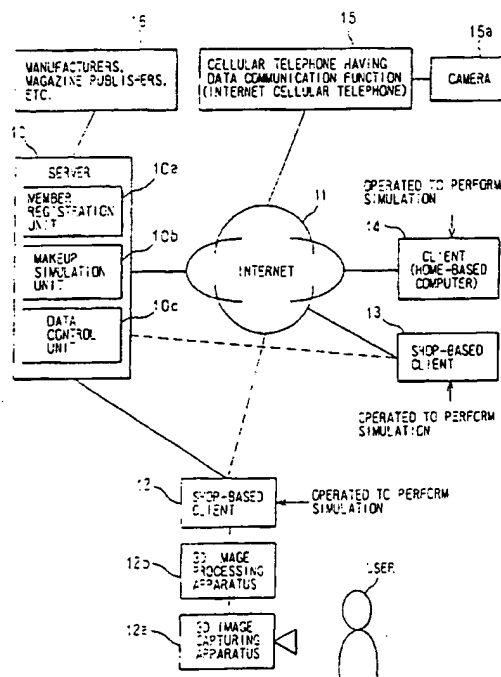 16
MANUFACTURERS,
MAGAZINE PUBLISHERS,
ETC.
15
CELLULAR TELEPHONE HAVING
DATA COMMUNICATION FUNCTION
(INTERNET CELLULAR TELEPHONE)
15a
CAMERA
10
SERVER
10a
MEMBER
REGISTRATION
UNIT
10b
MAKEUP
SIMULATION
UNIT
10c
DATA
CONTROL
UNIT
11
INTERNET
OPERATED TO PERFORM
SIMULATION
14
CLIENT
(HOME-BASED
COMPUTER)
13
SHOP-BASED
CLIENT
OPERATED TO PERFORM
SIMULATION
12
SHOP-BASED
CLIENT
OPERATED TO PERFORM
SIMULATION
12b
3D IMAGE
PROCESSING
APPARATUS
12a
3D IMAGE
CAPTURING
APPARATUS
USER